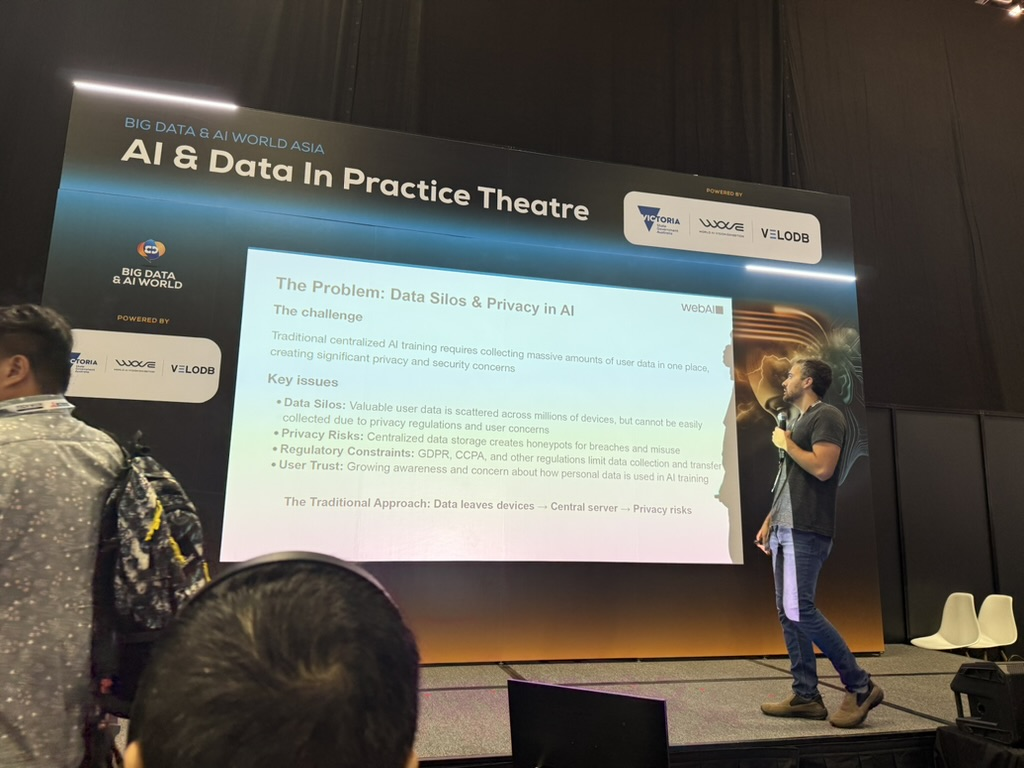 BIG DATA & AI WORLD ASIA
AI & Data In Practice Theatre
POWERED BY
VICTORIA
State
Government
VELODB
BIG DATA
& AI WORLD
POWERED BY
VELODB
The Problem: Data Silos & Privacy in AI
webAI
The challenge
Traditional centralized AI training requires collecting massive amounts of user data in one place,
creating significant privacy and security concerns
Key issues
• Data Silos: Valuable user data is scattered across millions of devices, but cannot be easily
collected due to privacy regulations and user concerns
• Privacy Risks: Centralized data storage creates honeypots for breaches and misuse
• Regulatory Constraints: GDPR, CCPA, and other regulations limit data collection and transfer
• User Trust: Growing awareness and concern about how personal data is used in AI training
The Traditional Approach: Data leaves devices → Central server → Privacy risks